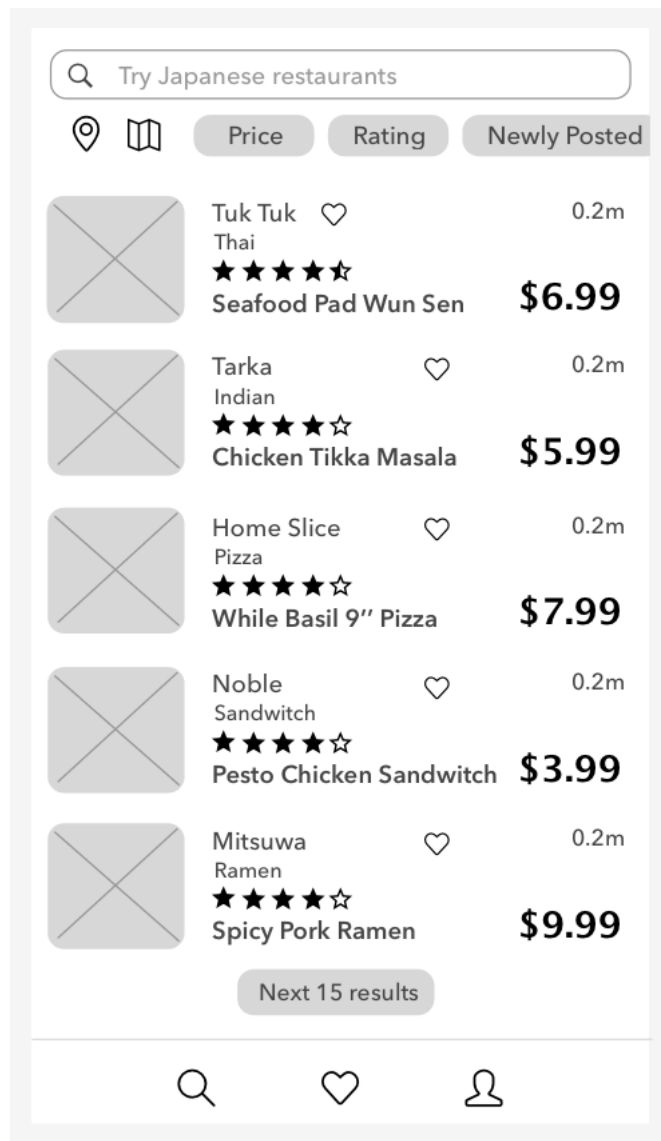 Try Japanese restaurants
Price Rating Newly Posted
Tuk Tuk 0.2m
Thai
Seafood Pad Wun Sen $6.99
Tarka 0.2m
Indian
Chicken Tikka Masala $5.99
Home Slice 0.2m
Pizza
While Basil 9’’ Pizza $7.99
Noble 0.2m
Sandwitch
Pesto Chicken Sandwitch $3.99
Mitsuwa 0.2m
Ramen
Spicy Pork Ramen $9.99
Next 15 results